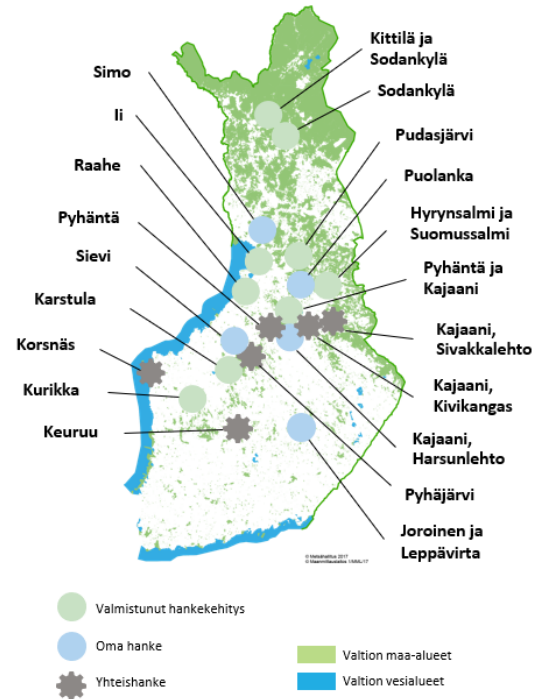 Kittilä ja
Sodankylä
Simo
Sodankylä
Ii
Pudasjärvi
Raahe
Puolanka
Pyhäntä
Hyrynsalmi ja
Suomussalmi
Sievi
Pyhäntä ja
Kajaani
Karstula
Kajaani,
Sivakkalehto
Korsnäs
Kajaani,
Kivikangas
Kurikka
Keuruu
Kajaani,
Harsunlehto
Pyhäjärvi
Joroinen ja
Leppävirta
© Metsähallitus 2017
© Maanmittauslaitos 1/MML/17
Valmistunut hankekehitys
Oma hanke
Yhteishanke
Valtion maa-alueet
Valtion vesialueet